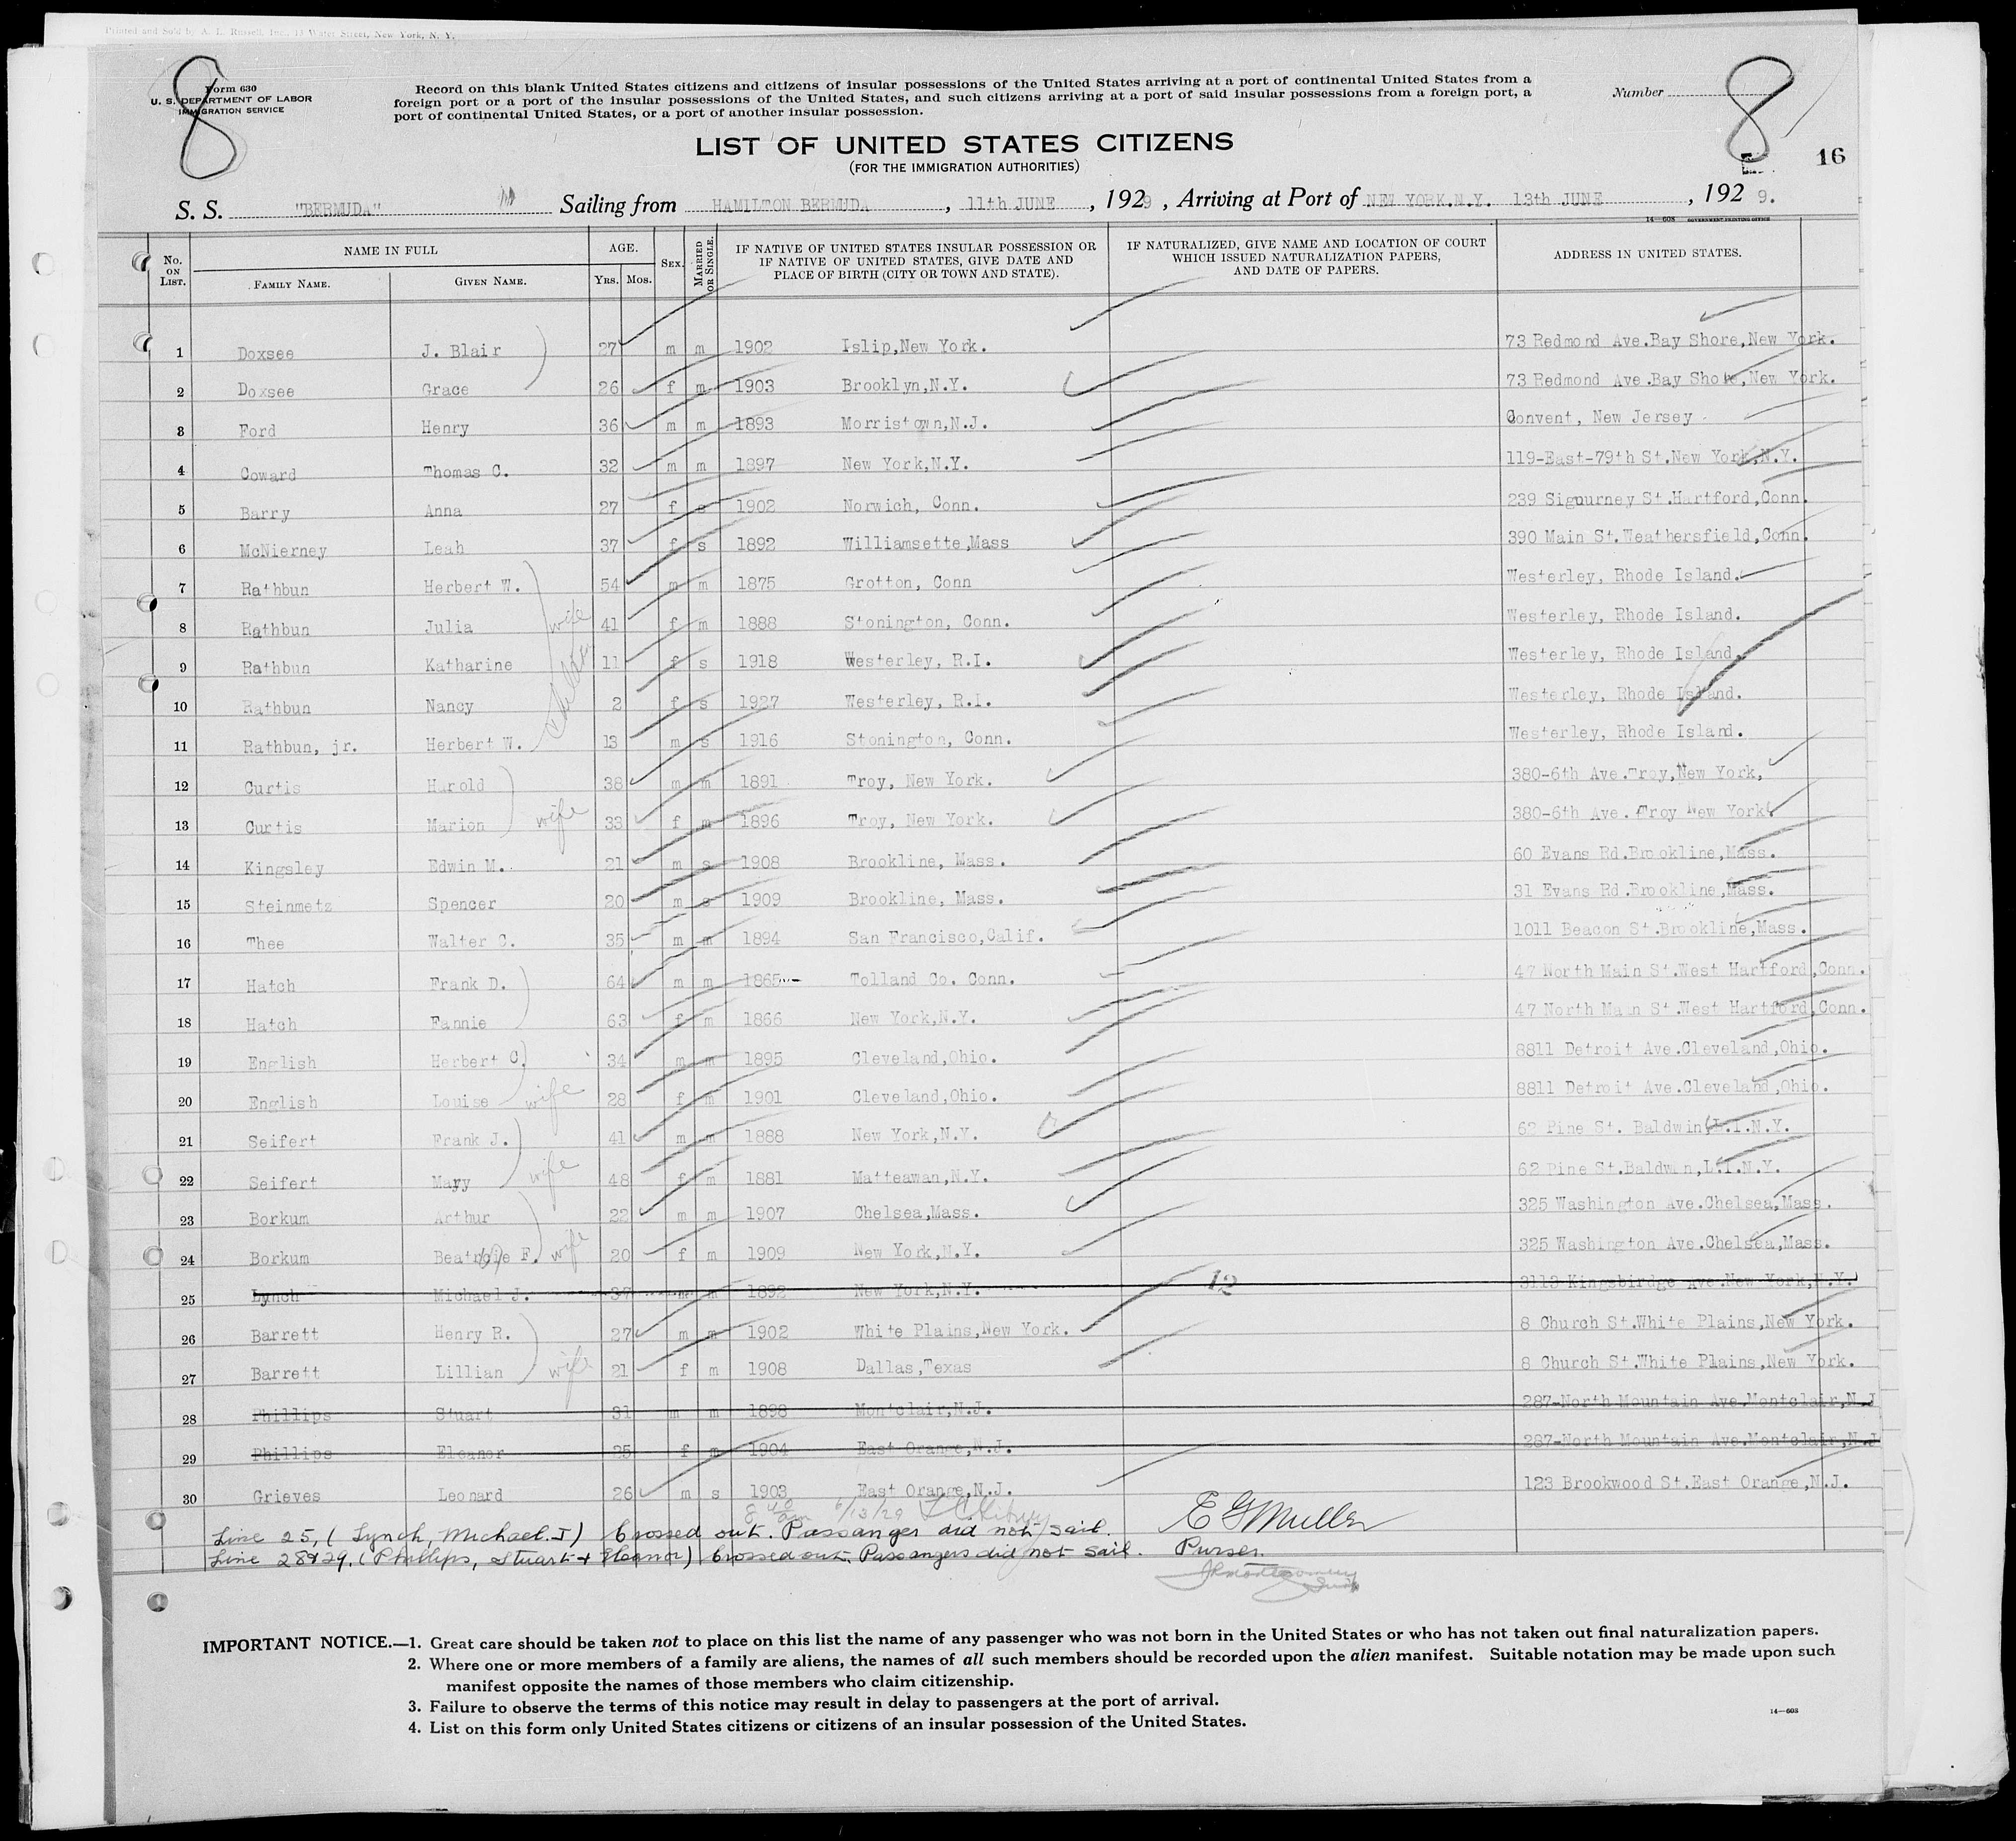 Printed and Sold by A. L. Russell, Inc., 13 Water Street, New York, N. Y.
8
Form 630
U. S. DEPARTMENT OF LABOR
IMMIGRATION SERVICE
Record on this blank United States citizens and citizens of insular possessions of the United States arriving at a port of continental United States from a
foreign port or a port of the insular possessions of the United States, and such citizens arriving at a port of said insular possessions from a foreign port, a
port of continental United States, or a port of another insular possession.
Number 8
16
LIST OF UNITED STATES CITIZENS
(FOR THE IMMIGRATION AUTHORITIES)
S. S. "BERMUDA" Sailing from HAMILTON BERMUDA , 11th JUNE , 1929 , Arriving at Port of NEW YORK.N.Y. 13th JUNE , 1929.
14—608 GOVERNMENT PRINTING OFFICE
No. ON LIST. NAME IN FULL FAMILY NAME. GIVEN NAME. AGE. YRS. MOS. SEX. MARRIED OR SINGLE. IF NATIVE OF UNITED STATES INSULAR POSSESSION OR IF NATIVE OF UNITED STATES, GIVE DATE AND PLACE OF BIRTH (CITY OR TOWN AND STATE). IF NATURALIZED, GIVE NAME AND LOCATION OF COURT WHICH ISSUED NATURALIZATION PAPERS, AND DATE OF PAPERS. ADDRESS IN UNITED STATES.
1 Doxsee J. Blair 27 m m 1902 Islip,New York. 73 Redmond Ave.Bay Shore,New York.
2 Doxsee Grace 26 f m 1903 Brooklyn,N.Y. 73 Redmond Ave.Bay Shore,New York.
3 Ford Henry 36 m m 1893 Morristown,N.J. Convent, New Jersey
4 Coward Thomas C. 32 m m 1897 New York,N.Y. 119-East-79th St.New York,N.Y.
5 Barry Anna 27 f s 1902 Norwich, Conn. 239 Sigourney St.Hartford,Conn.
6 McNierney Leah 37 f s 1892 Williamsette,Mass 390 Main St.Weathersfield,Conn.
7 Rathbun Herbert W. 54 m m 1875 Grotton, Conn Westerley, Rhode Island.
8 Rathbun Julia wife 41 f m 1888 Stonington, Conn. Westerley, Rhode Island.
9 Rathbun Katharine children 11 f s 1918 Westerley, R.I. Westerley, Rhode Island.
10 Rathbun Nancy 2 f s 1927 Westerley, R.I. Westerley, Rhode Island.
11 Rathbun, jr. Herbert W. 13 m s 1916 Stonington, Conn. Westerley, Rhode Island.
12 Curtis Harold 38 m m 1891 Troy, New York. 380-6th Ave.Troy,New York,
13 Curtis Marion wife 33 f m 1896 Troy, New York. 380-6th Ave. Troy New York
14 Kingsley Edwin M. 21 m s 1908 Brookline, Mass. 60 Evans Rd.Brookline,Mass.
15 Steinmetz Spencer 20 m s 1909 Brookline, Mass. 31 Evans Rd.Brookline,Mass.
16 Thee Walter C. 35 m m 1894 San Francisco,Calif. 1011 Beacon St.Brookline,Mass.
17 Hatch Frank D. 64 m m 1865 Tolland Co. Conn. 47 North Main St.West Hartford,Conn.
18 Hatch Fannie 63 f m 1866 New York,N.Y. 47 North Main St.West Hartford,Conn.
19 English Herbert C. 34 m m 1895 Cleveland,Ohio. 8811 Detroit Ave.Cleveland,Ohio.
20 English Louise wife 28 f m 1901 Cleveland,Ohio. 8811 Detroit Ave.Cleveland,Ohio.
21 Seifert Frank J. 41 m m 1888 New York,N.Y. 62 Pine St. Baldwin,L.I.N.Y.
22 Seifert Mary wife 48 f m 1881 Matteawan,N.Y. 62 Pine St.Baldwin,L.I.N.Y.
23 Borkum Arthur 22 m m 1907 Chelsea,Mass. 325 Washington Ave.Chelsea,Mass.
24 Borkum F. wife 20 f m 1909 New York,N.Y. 325 Washington Ave.Chelsea,Mass.
25 Lynch Michael J. 37 m m 1892 New York,N.Y. 12 3113 Kingsbirdge Ave.New York,N.Y.
26 Barrett Henry R. 27 m m 1902 White Plains,New York. 8 Church St.White Plains,New York.
27 Barrett Lillian wife 21 f m 1908 Dallas,Texas 8 Church St.White Plains,New York.
28 Phillips Stuart 31 m m 1898 Montclair,N.J. 287-North Mountain Ave.Montclair,N.J
29 Phillips Eleanor 25 f m 1904 East Orange,N.J. 287-North Mountain Ave.Montclair,N.J
30 Grieves Leonard 26 m s 1903 East Orange,N.J. 123 Brookwood St.East Orange,N.J.
8 40 am 6/13/29
Line 25, (Lynch, Michael. J) Crossed out. Passanger did not sail. E G Muller
Line 28&29, (Phillips, Stuart + Eleanor) Crossed out. Passangers did not sail. Purser.
IMPORTANT NOTICE.—1. Great care should be taken not to place on this list the name of any passenger who was not born in the United States or who has not taken out final naturalization papers.
2. Where one or more members of a family are aliens, the names of all such members should be recorded upon the alien manifest. Suitable notation may be made upon such
manifest opposite the names of those members who claim citizenship.
3. Failure to observe the terms of this notice may result in delay to passengers at the port of arrival.
4. List on this form only United States citizens or citizens of an insular possession of the United States.
14—608